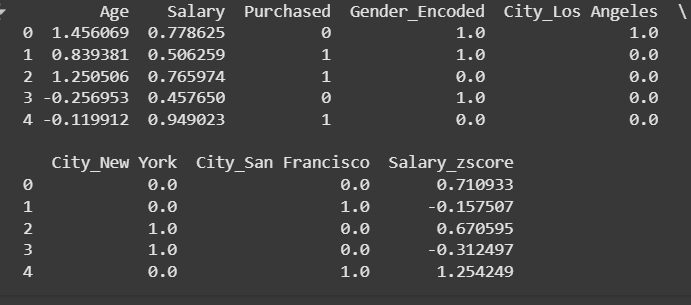 Age Salary Purchased Gender_Encoded City_Los Angeles \
0 1.456069 0.778625 0 1.0 1.0
1 0.839381 0.506259 1 1.0 0.0
2 1.250506 0.765974 1 0.0 0.0
3 -0.256953 0.457650 0 1.0 0.0
4 -0.119912 0.949023 1 0.0 0.0
City_New York City_San Francisco Salary_zscore
0 0.0 0.0 0.710933
1 0.0 1.0 -0.157507
2 1.0 0.0 0.670595
3 1.0 0.0 -0.312497
4 0.0 1.0 1.254249